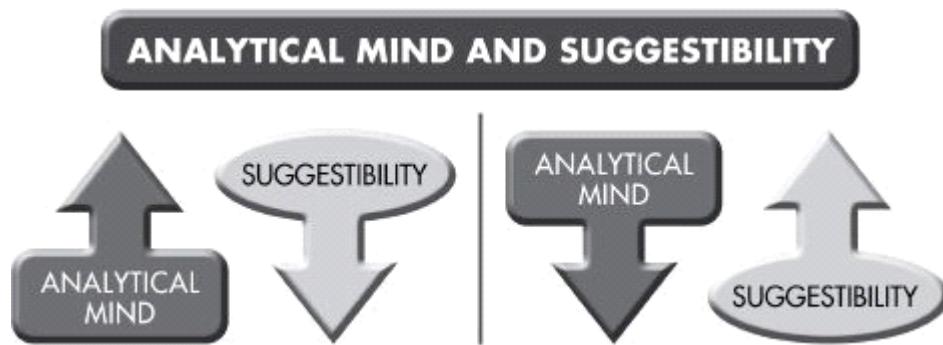 ANALYTICAL MIND AND SUGGESTIBILITY
ANALYTICAL
MIND
SUGGESTIBILITY
ANALYTICAL
MIND
SUGGESTIBILITY